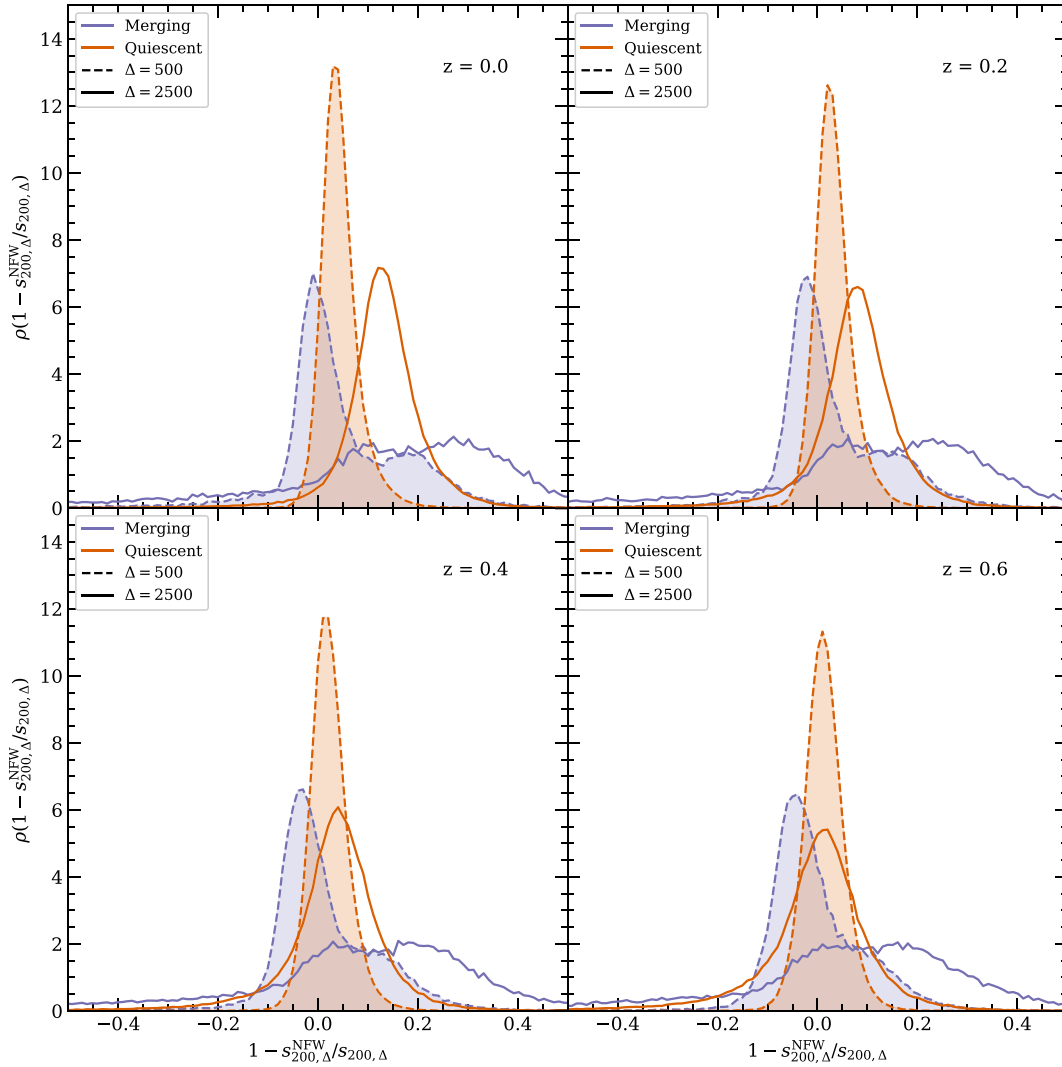 Merging
Quiescent
Δ = 500
Δ = 2500
z = 0.0
14
12
10
8
6
4
2
0
ρ(1 − s^NFW_200, Δ/s_200, Δ)
Merging
Quiescent
Δ = 500
Δ = 2500
z = 0.2
Merging
Quiescent
Δ = 500
Δ = 2500
z = 0.4
14
12
10
8
6
4
2
0
ρ(1 − s^NFW_200, Δ/s_200, Δ)
−0.4 −0.2 0.0 0.2 0.4
1 − s^NFW_200, Δ/s_200, Δ
Merging
Quiescent
Δ = 500
Δ = 2500
z = 0.6
−0.4 −0.2 0.0 0.2 0.4
1 − s^NFW_200, Δ/s_200, Δ